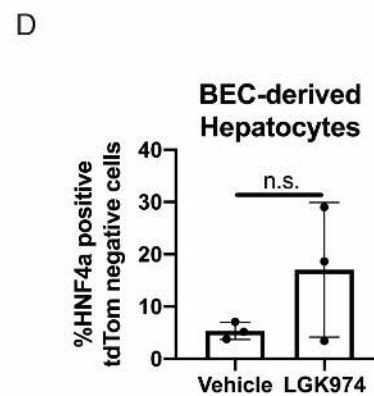 D
BEC-derived
Hepatocytes
%HNF4a positive
tdTom negative cells
40
30
20
10
0
n.s.
Vehicle LGK974